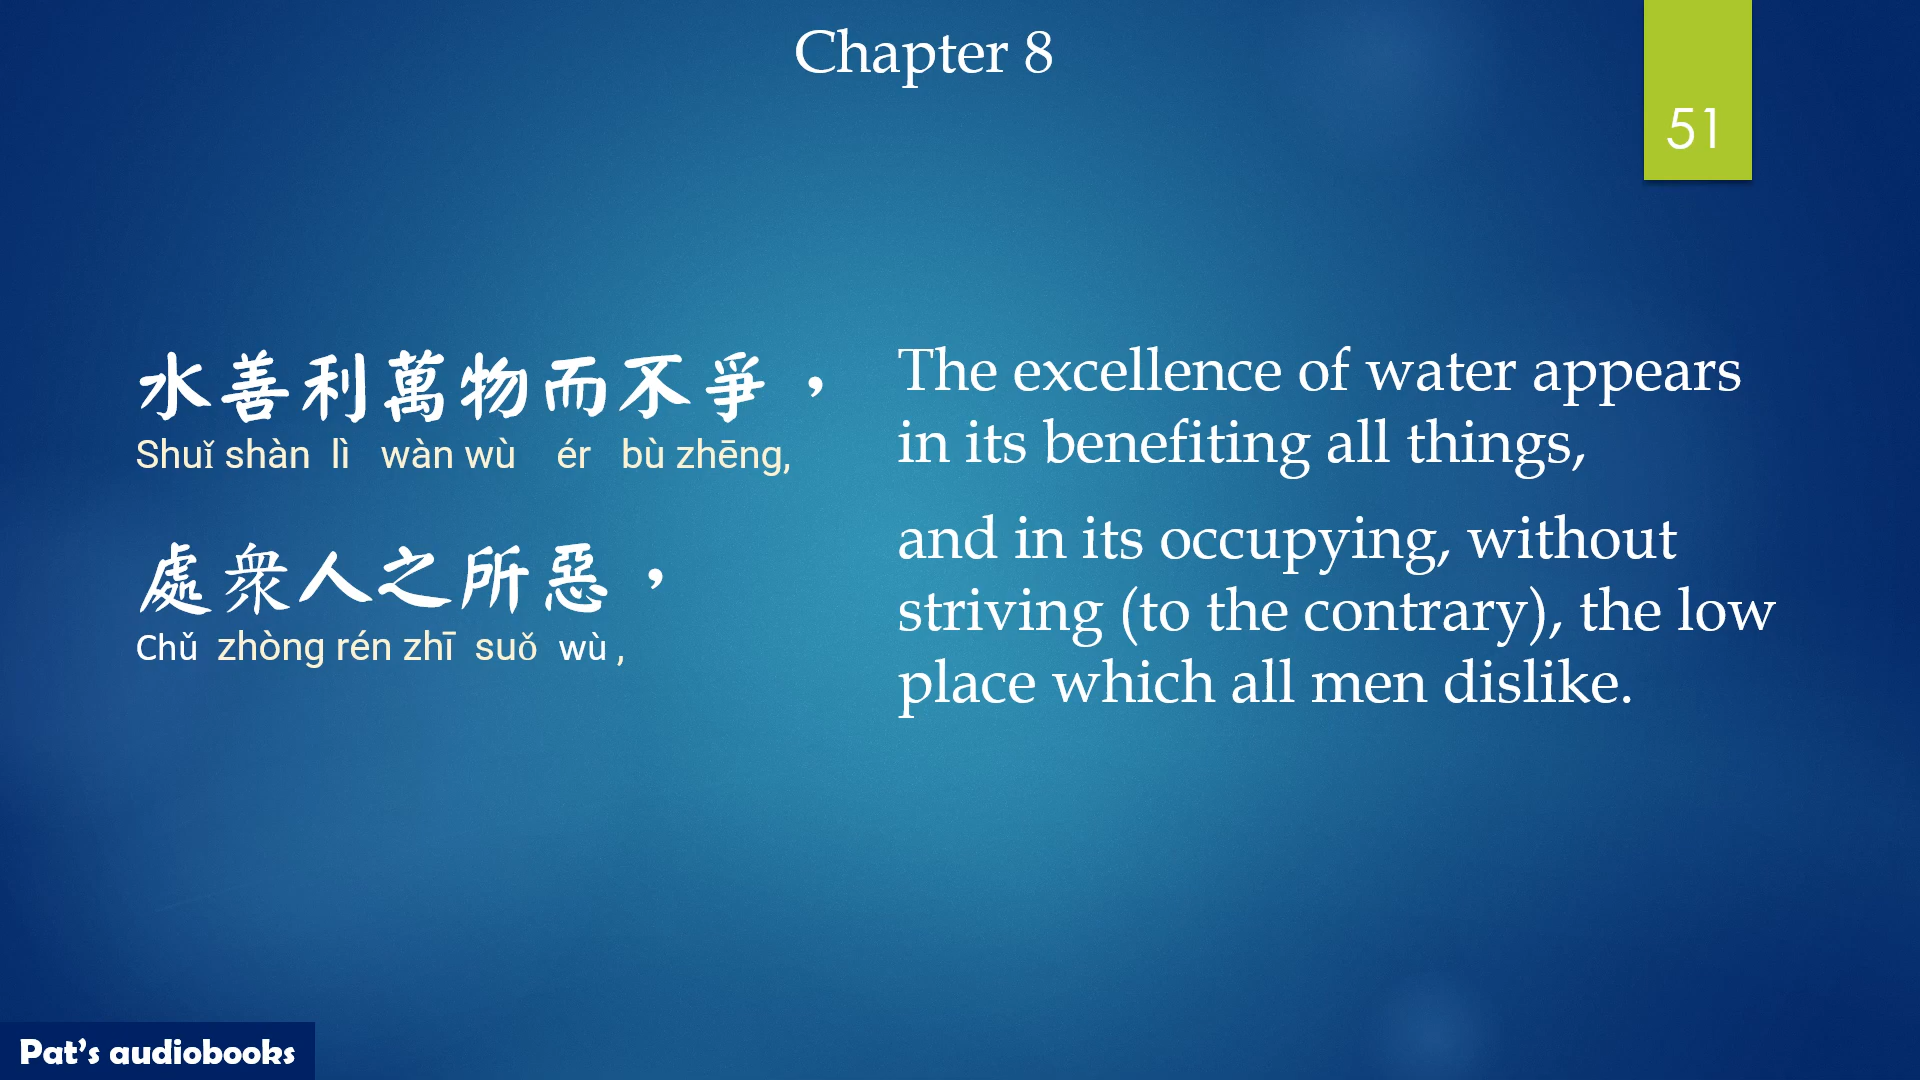 Chapter 8
51
水善利萬物而不爭，
Shuǐ shàn lì wàn wù ér bù zhēng,
處衆人之所惡，
Chǔ zhòng rén zhī suǒ wù ,
The excellence of water appears
in its benefiting all things,
and in its occupying, without
striving (to the contrary), the low
place which all men dislike.
Pat's audiobooks